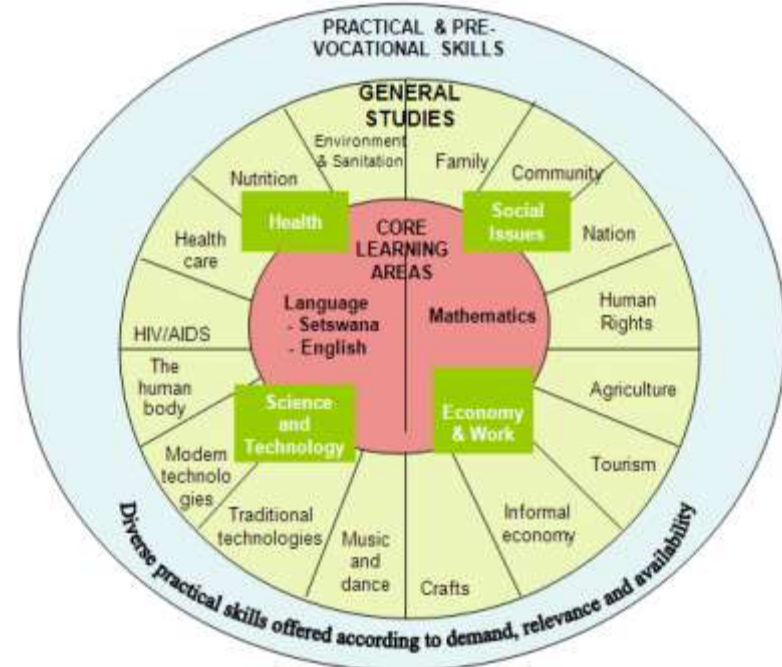 PRACTICAL & PRE-
VOCATIONAL SKILLS
GENERAL
STUDIES
Environment
& Sanitation
Family
Community
Nutrition
Health
Social
Issues
Nation
Health
care
CORE
LEARNING
AREAS
Human
Rights
Language
- Setswana
- English
Mathematics
HIV/AIDS
The
human
body
Agriculture
Science
and
Technology
Economy
& Work
Modern
technolo
gies
Tourism
Traditional
technologies
Informal
economy
Music
and
dance
Crafts
Diverse practical skills offered according to demand, relevance and availability